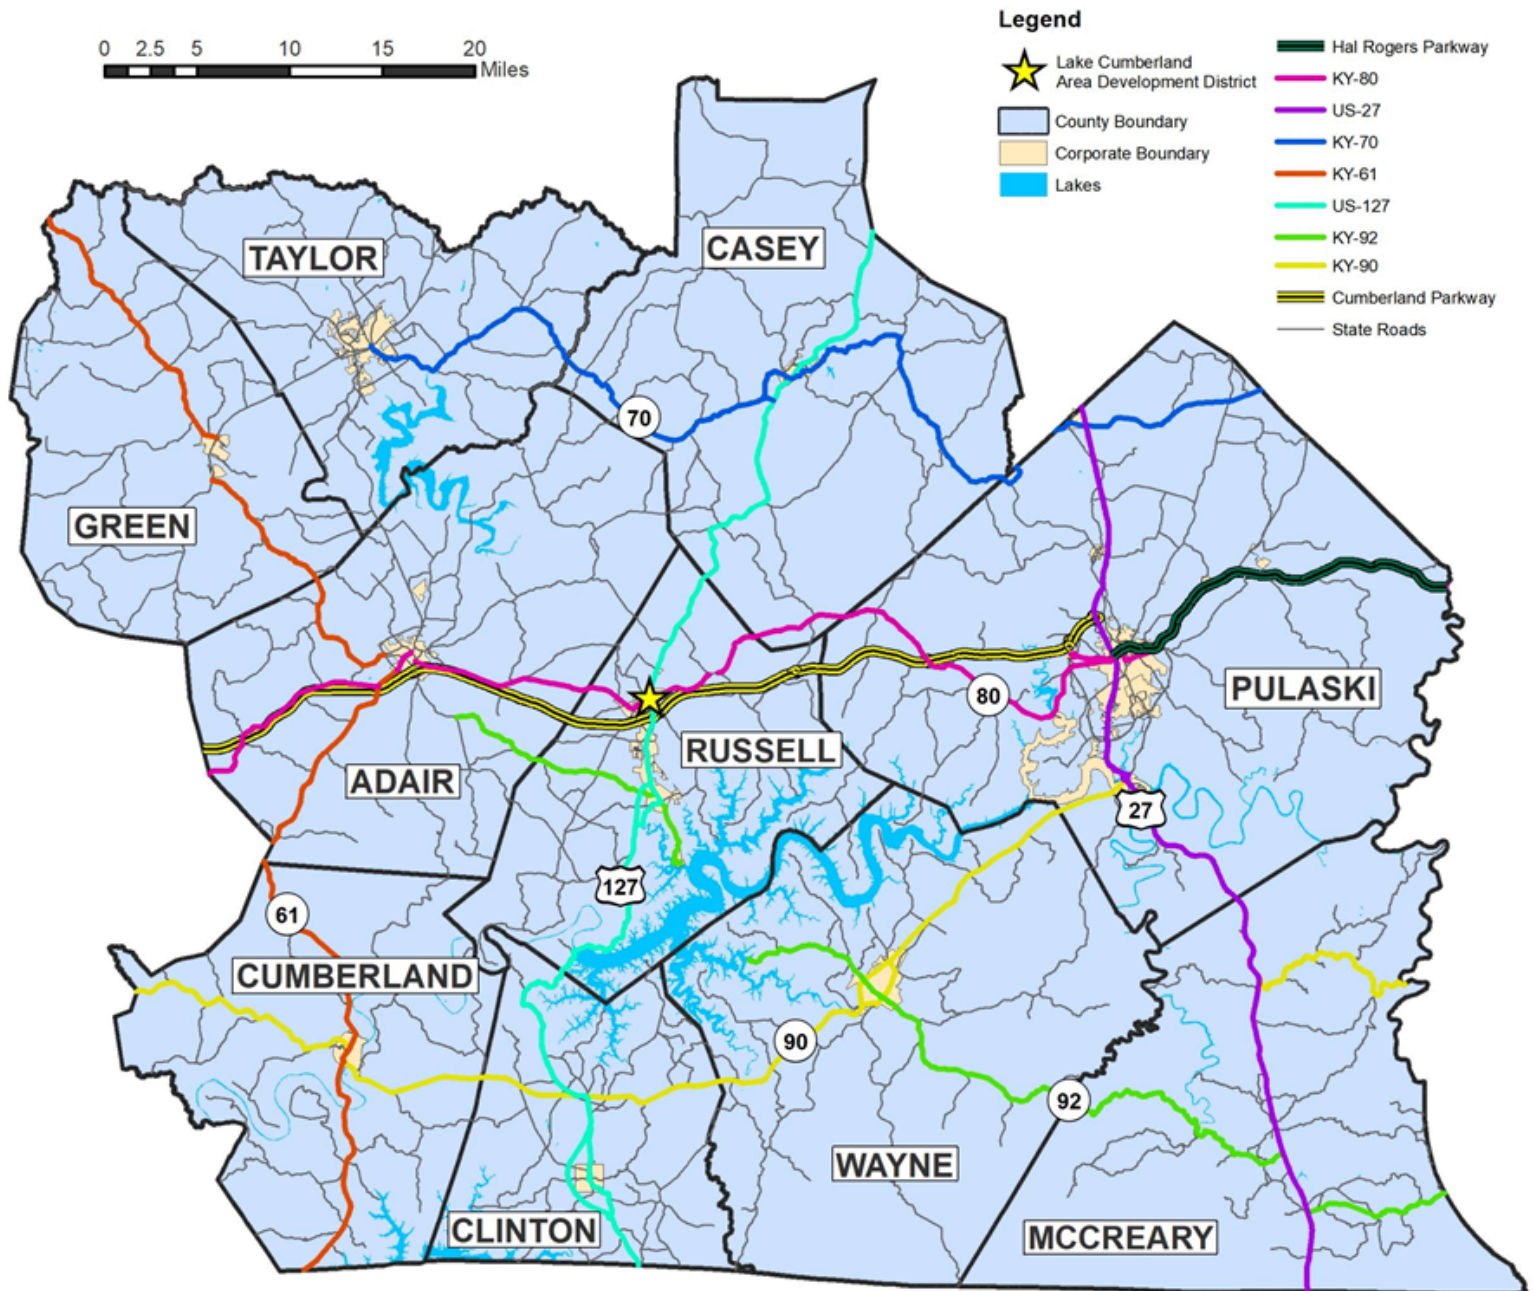 Legend
0 2.5 5 10 15 20
Miles
Lake Cumberland
Area Development District
County Boundary
Corporate Boundary
Lakes
Hal Rogers Parkway
KY-80
US-27
KY-70
KY-61
US-127
KY-92
KY-90
Cumberland Parkway
State Roads
TAYLOR
CASEY
70
GREEN
80
PULASKI
RUSSELL
ADAIR
27
127
61
CUMBERLAND
90
92
WAYNE
CLINTON
MCCREARY